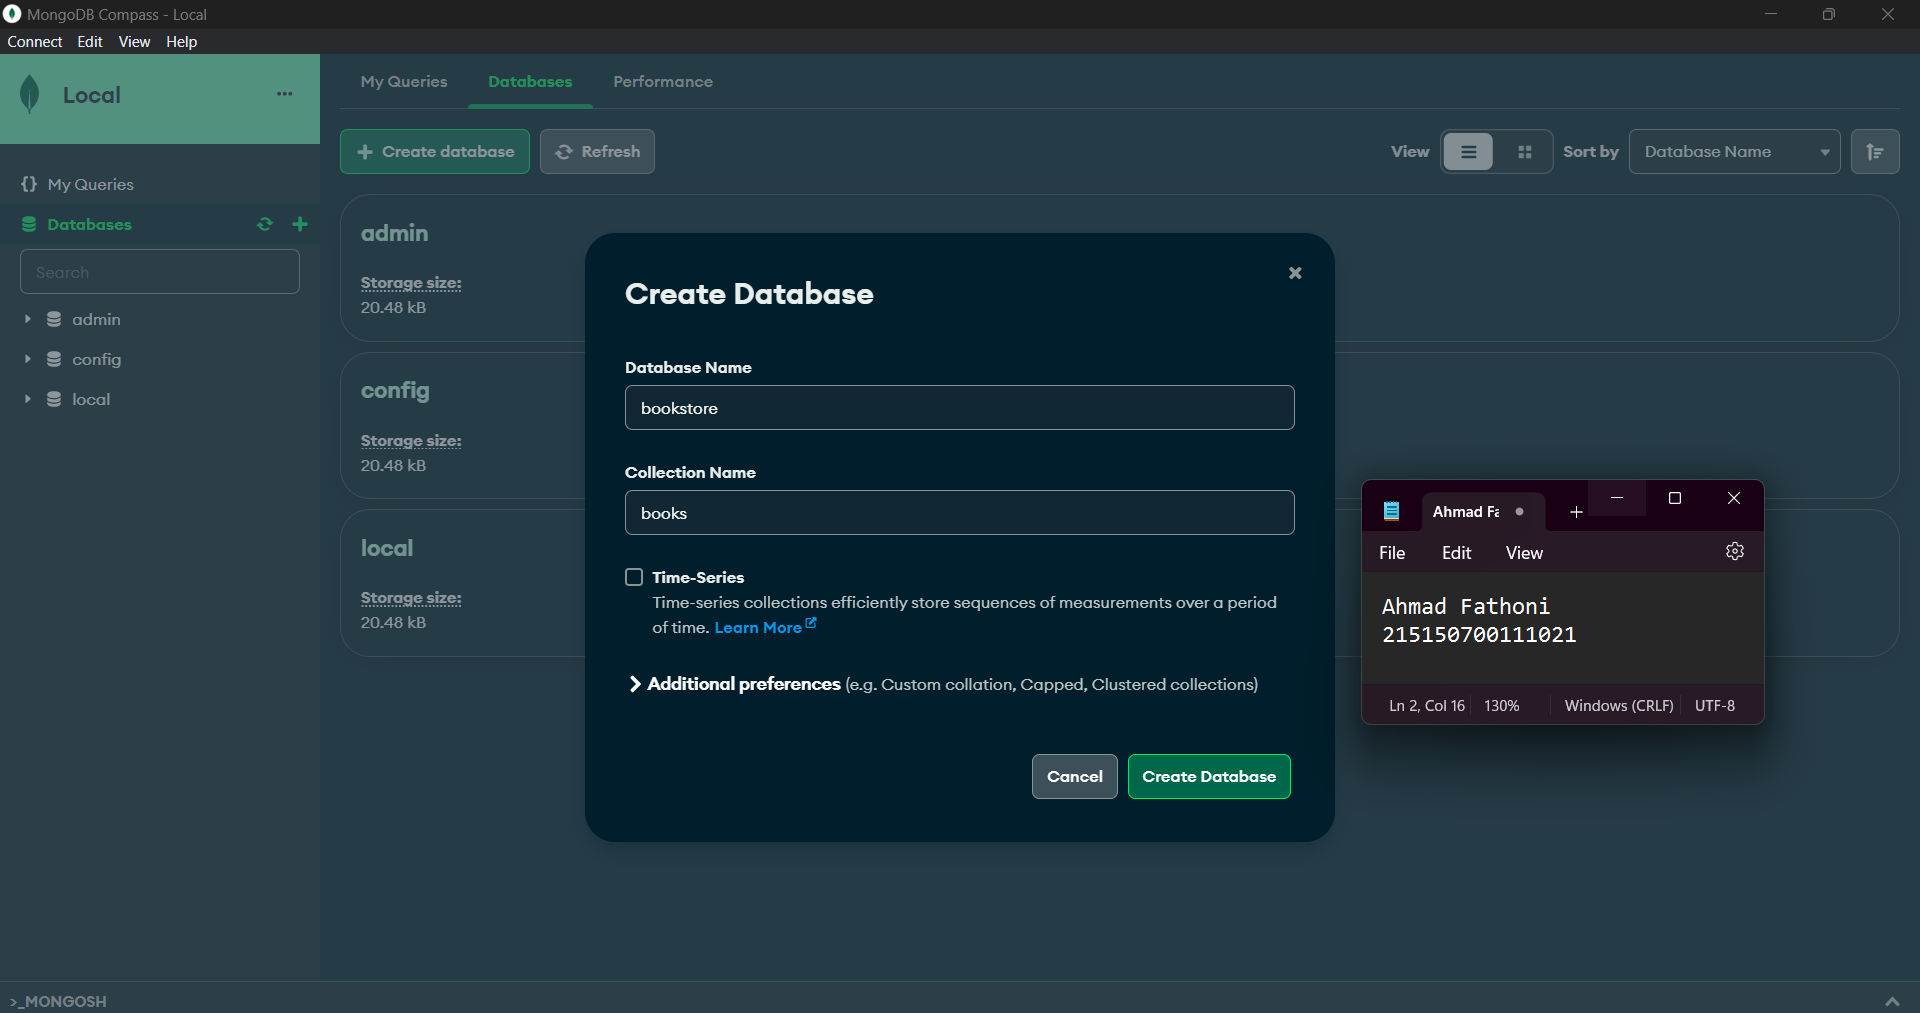 MongoDB Compass - Local
Connect Edit View Help
Local
My Queries Databases Performance
Create database
Refresh
View
Sort by
Database Name
{} My Queries
Databases
Search
admin
config
local
admin
Storage size:
20.48 kB
config
Storage size:
20.48 kB
local
Storage size:
20.48 kB
Create Database
Database Name
bookstore
Collection Name
books
Time-Series
Time-series collections efficiently store sequences of measurements over a period
of time. Learn More
Additional preferences (e.g. Custom collation, Capped, Clustered collections)
Cancel
Create Database
Ahmad Fa
File Edit View
Ahmad Fathoni
215150700111021
Ln 2, Col 16 130% Windows (CRLF) UTF-8
>_MONGOSH